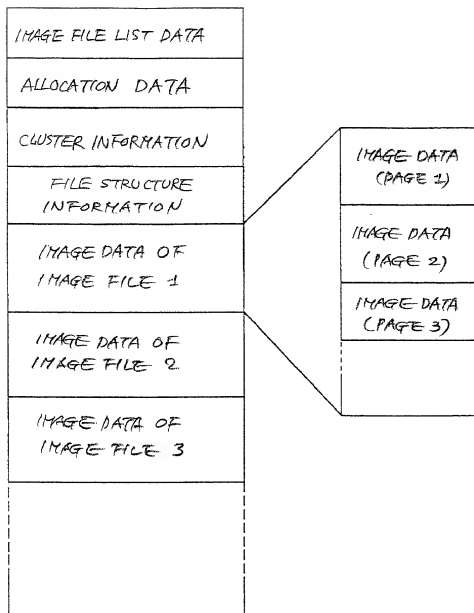 IMAGE FILE LIST DATA
ALLOCATION DATA
CLUSTER INFORMATION
FILE STRUCTURE
INFORMATION
IMAGE DATA OF
IMAGE FILE 1
IMAGE DATA OF
IMAGE FILE 2
IMAGE DATA OF
IMAGE FILE 3
IMAGE DATA
(PAGE 1)
IMAGE DATA
(PAGE 2)
IMAGE DATA
(PAGE 3)